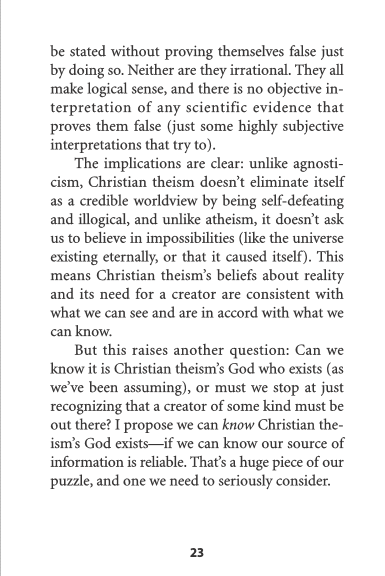 be stated without proving themselves false just
by doing so. Neither are they irrational. They all
make logical sense, and there is no objective in-
terpretation of any scientific evidence that
proves them false (just some highly subjective
interpretations that try to).
The implications are clear: unlike agnosti-
cism, Christian theism doesn’t eliminate itself
as a credible worldview by being self-defeating
and illogical, and unlike atheism, it doesn’t ask
us to believe in impossibilities (like the universe
existing eternally, or that it caused itself). This
means Christian theism’s beliefs about reality
and its need for a creator are consistent with
what we can see and are in accord with what we
can know.
But this raises another question: Can we
know it is Christian theism’s God who exists (as
we’ve been assuming), or must we stop at just
recognizing that a creator of some kind must be
out there? I propose we can know Christian the-
ism’s God exists—if we can know our source of
information is reliable. That’s a huge piece of our
puzzle, and one we need to seriously consider.
23